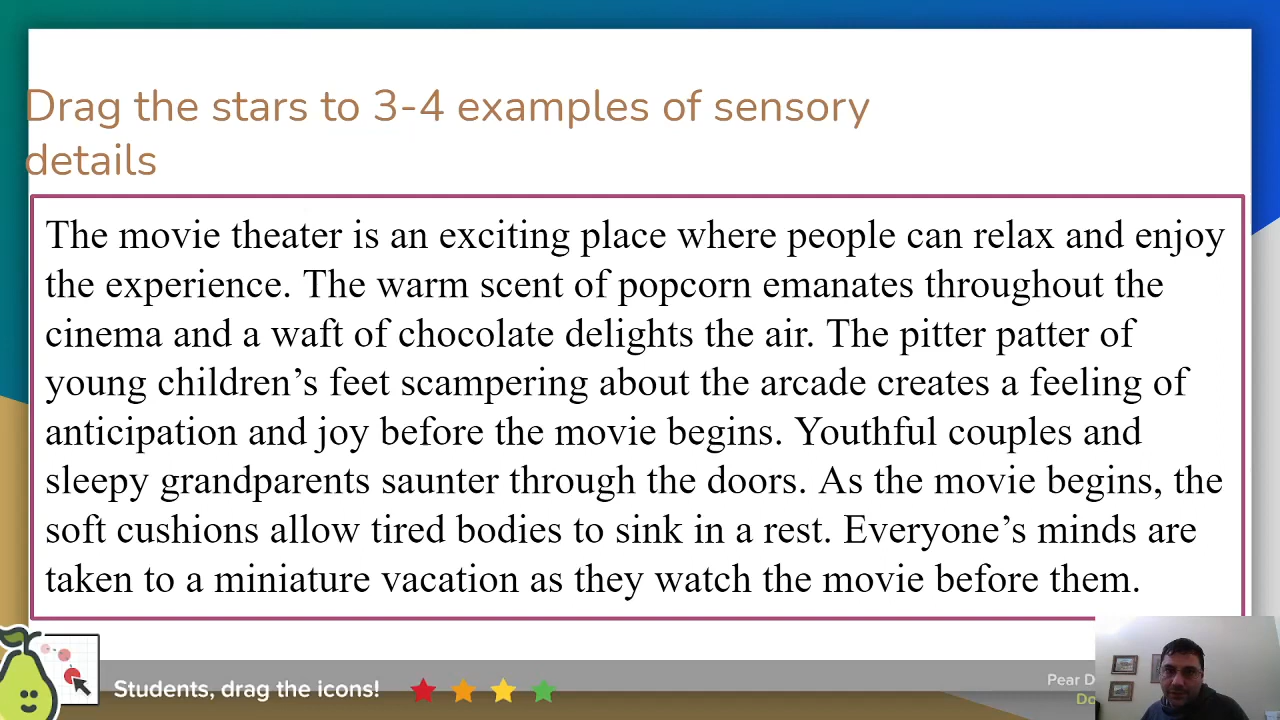 Drag the stars to 3-4 examples of sensory
details
The movie theater is an exciting place where people can relax and enjoy
the experience. The warm scent of popcorn emanates throughout the
cinema and a waft of chocolate delights the air. The pitter patter of
young children’s feet scampering about the arcade creates a feeling of
anticipation and joy before the movie begins. Youthful couples and
sleepy grandparents saunter through the doors. As the movie begins, the
soft cushions allow tired bodies to sink in a rest. Everyone’s minds are
taken to a miniature vacation as they watch the movie before them.
Students, drag the icons!
Pear